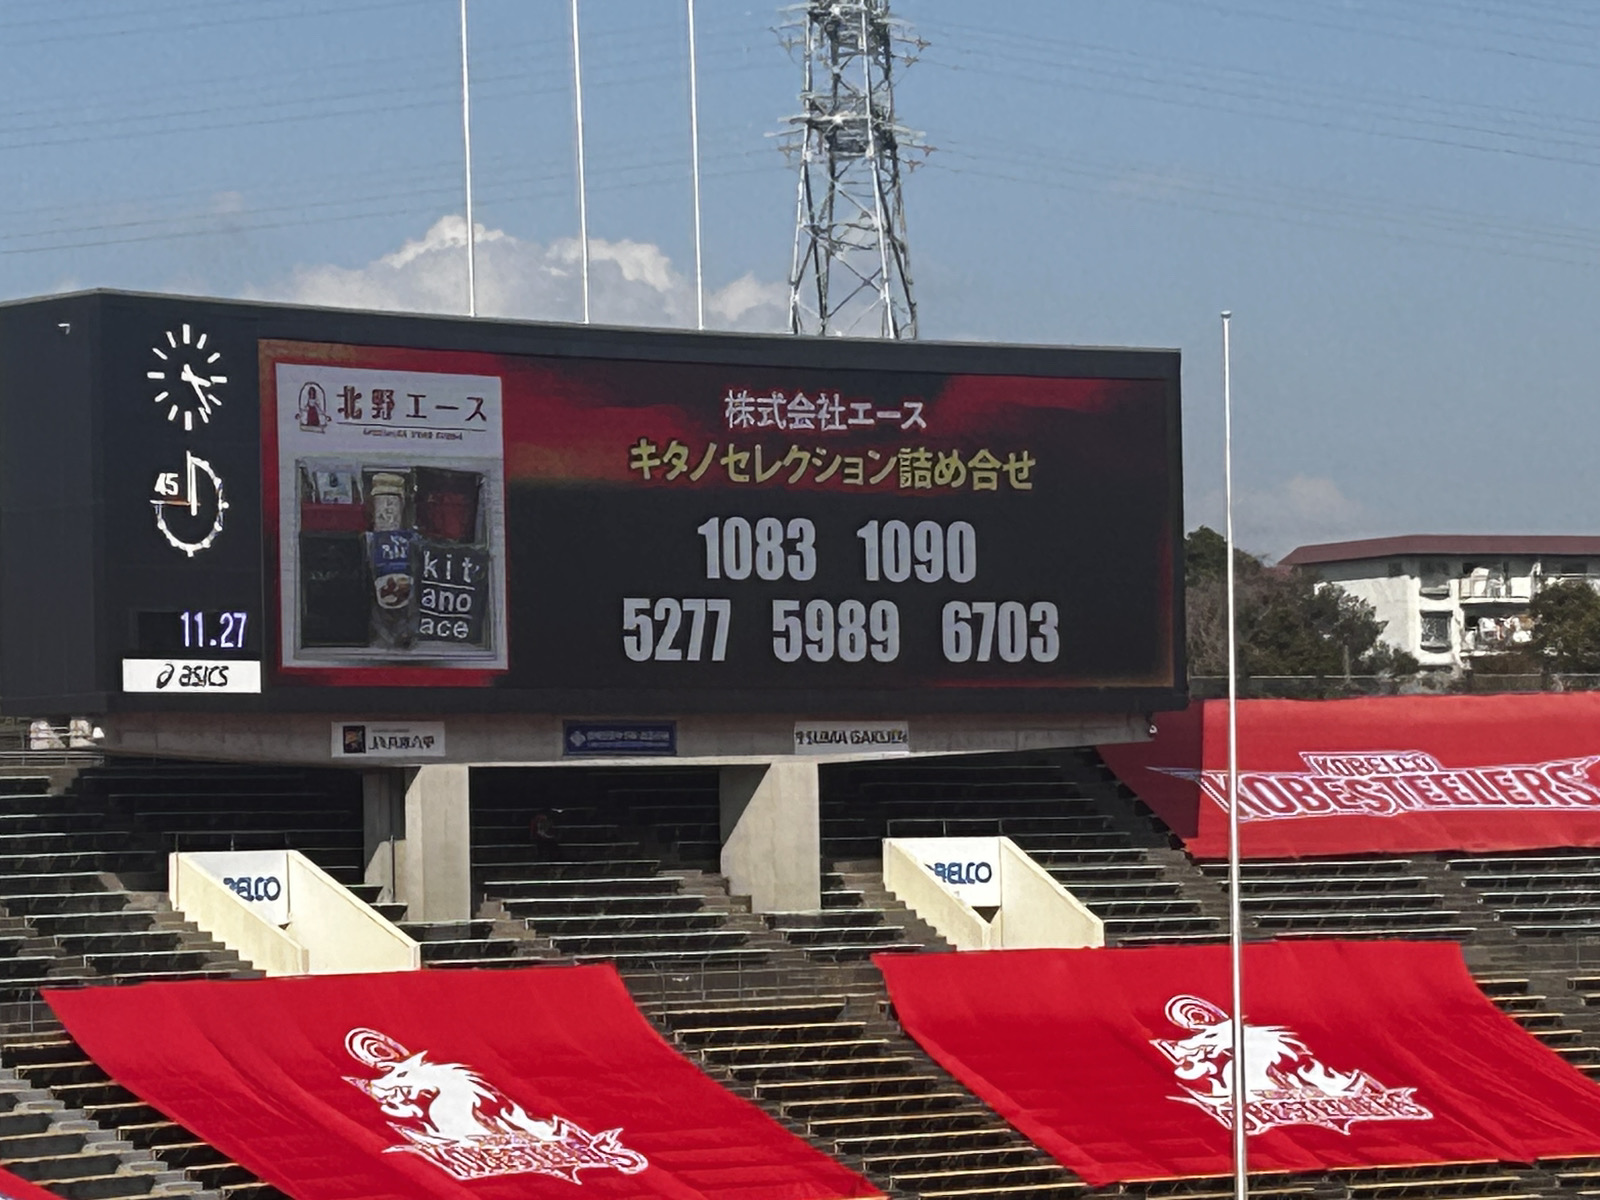 北野エース
株式会社エース
キタノセレクション詰め合せ
1083 1090
5277 5989 6703
kit
ano
ace
45
11.27
asics
KOBELCO
KOBESTEELERS
KOBESTEELERS
KOBESTEELERS